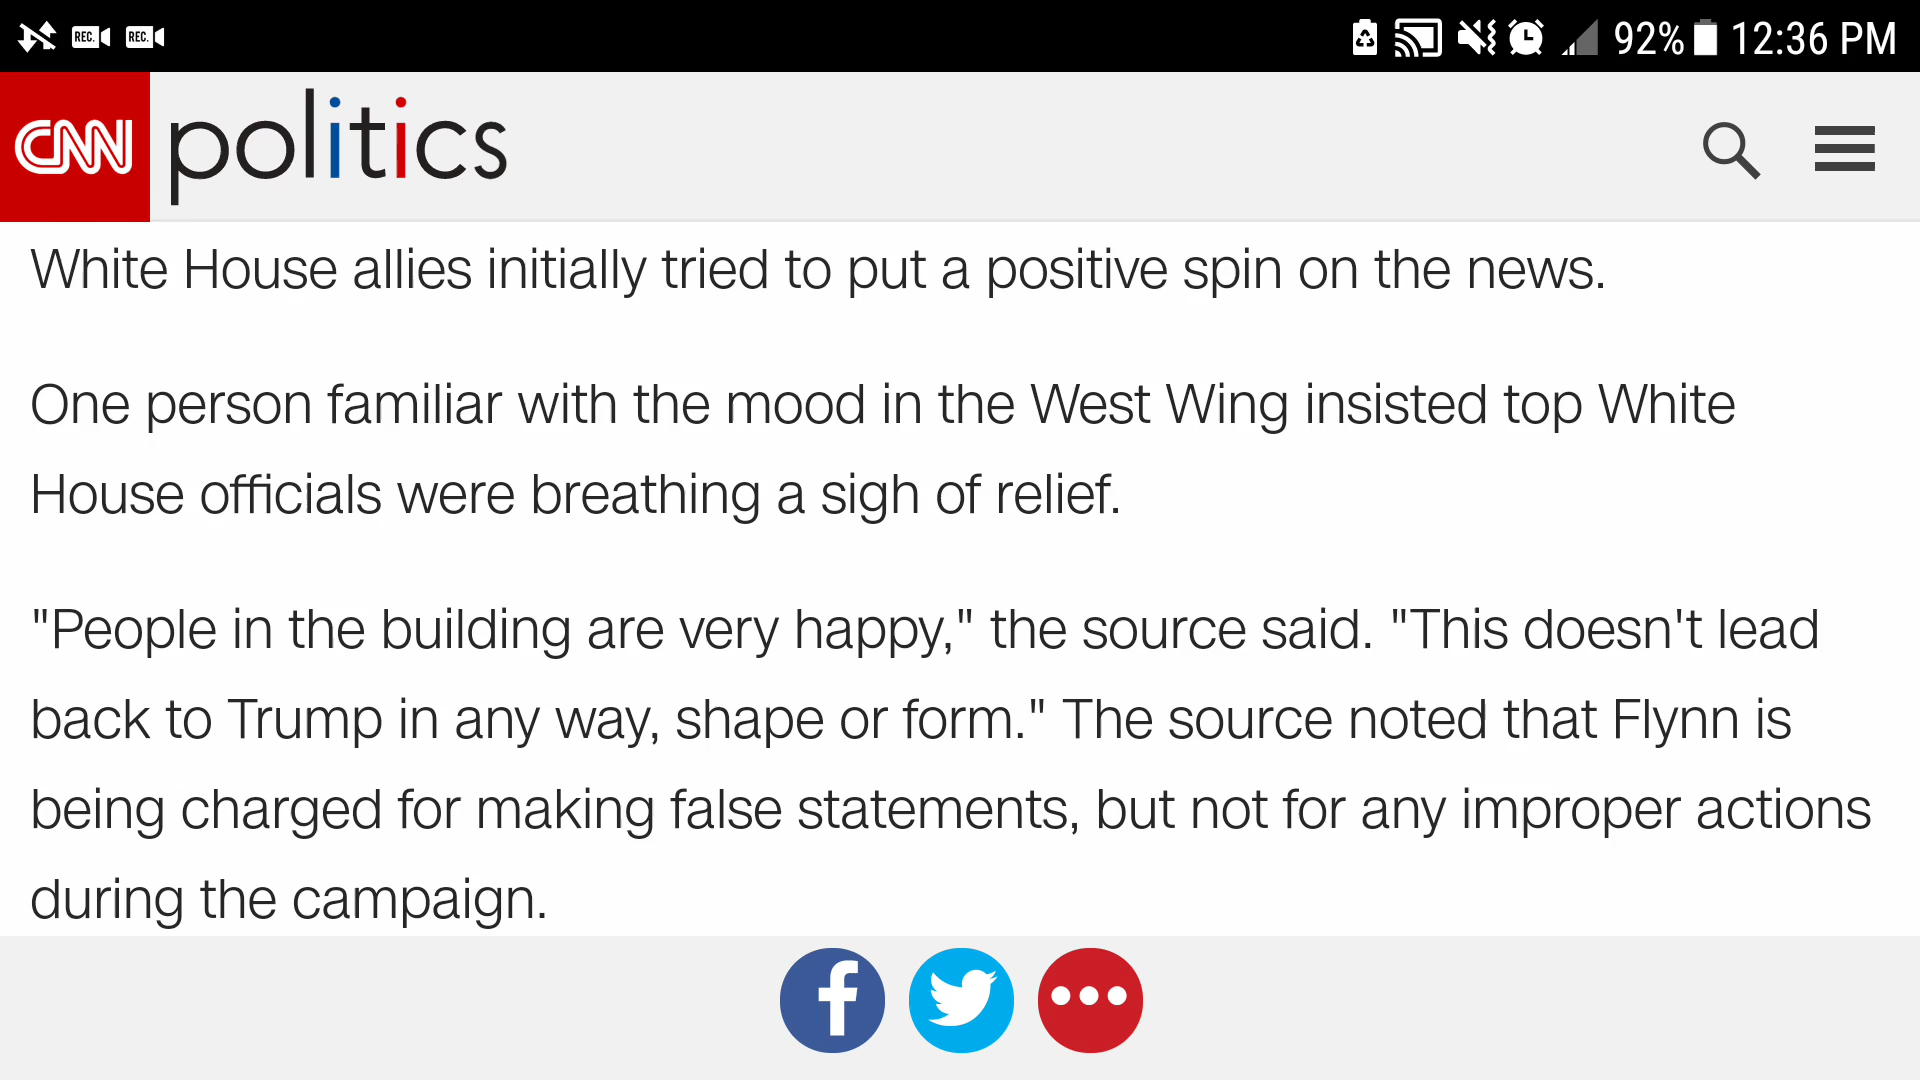 REC. REC. 92% 12:36 PM
CNN politics
White House allies initially tried to put a positive spin on the news.
One person familiar with the mood in the West Wing insisted top White
House officials were breathing a sigh of relief.
"People in the building are very happy," the source said. "This doesn't lead
back to Trump in any way, shape or form." The source noted that Flynn is
being charged for making false statements, but not for any improper actions
during the campaign.